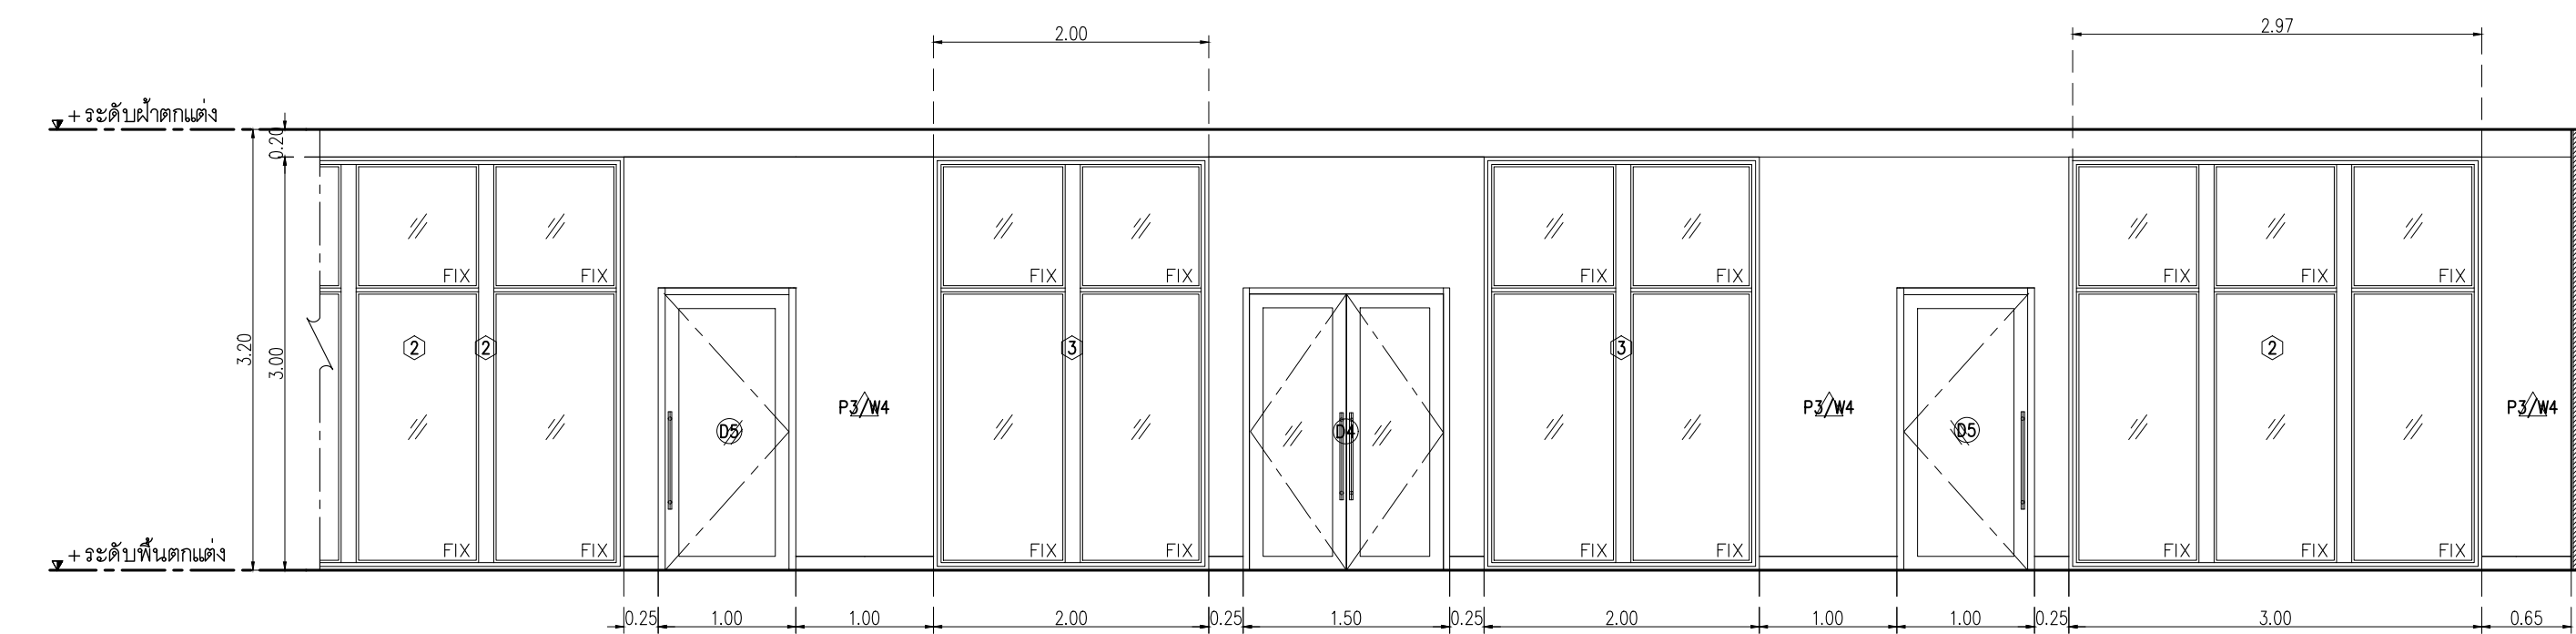 2.00
2.97
+ระดับฝ้าตกแต่ง
0.20
3.20
3.00
FIX FIX FIX FIX FIX FIX FIX FIX FIX
2 2 3 3 2
P3/W4 P3/W4 P3/W4
D5 D4 D5
FIX FIX FIX FIX FIX FIX FIX FIX FIX
+ระดับพื้นตกแต่ง
0.25 1.00 1.00 2.00 0.25 1.50 0.25 2.00 1.00 1.00 0.25 3.00 0.65